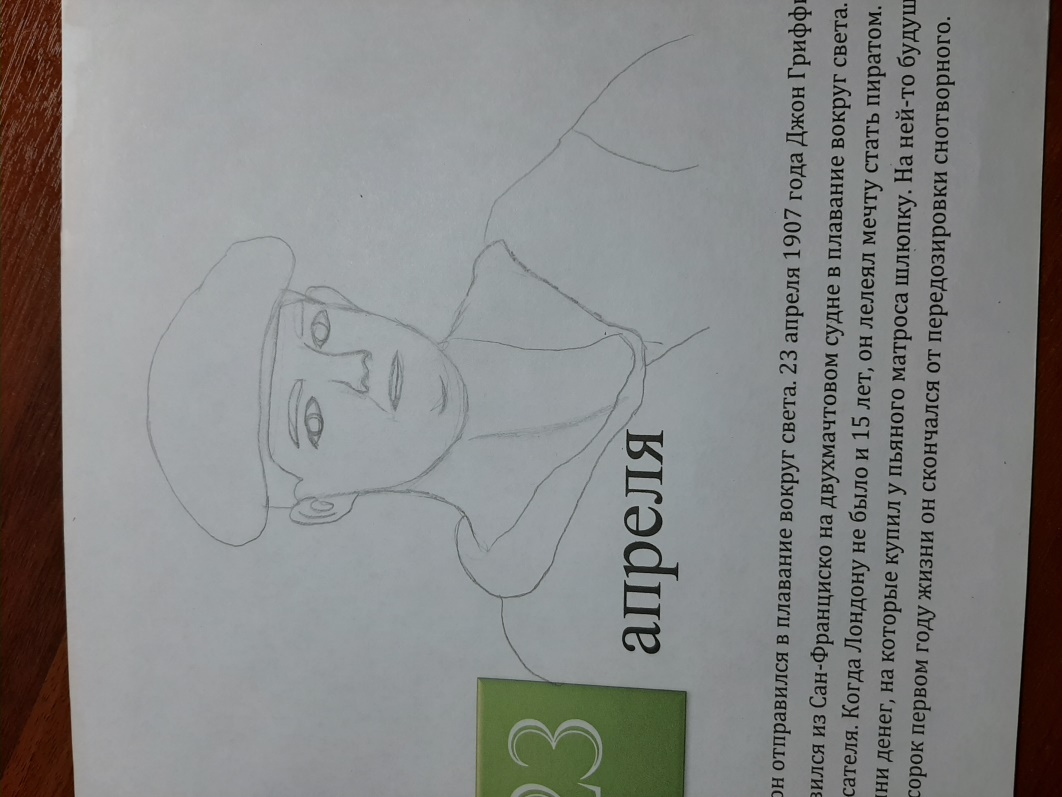 23
апреля
он отправился в плавание вокруг света. 23 апреля 1907 года Джон Гриффи
вился из Сан-Франциско на двухмачтовом судне в плавание вокруг света.
сателя. Когда Лондону не было и 15 лет, он лелеял мечту стать пиратом.
ни денег, на которые купил у пьяного матроса шлюпку. На ней-то будущ
сорок первом году жизни он скончался от передозировки снотворного.